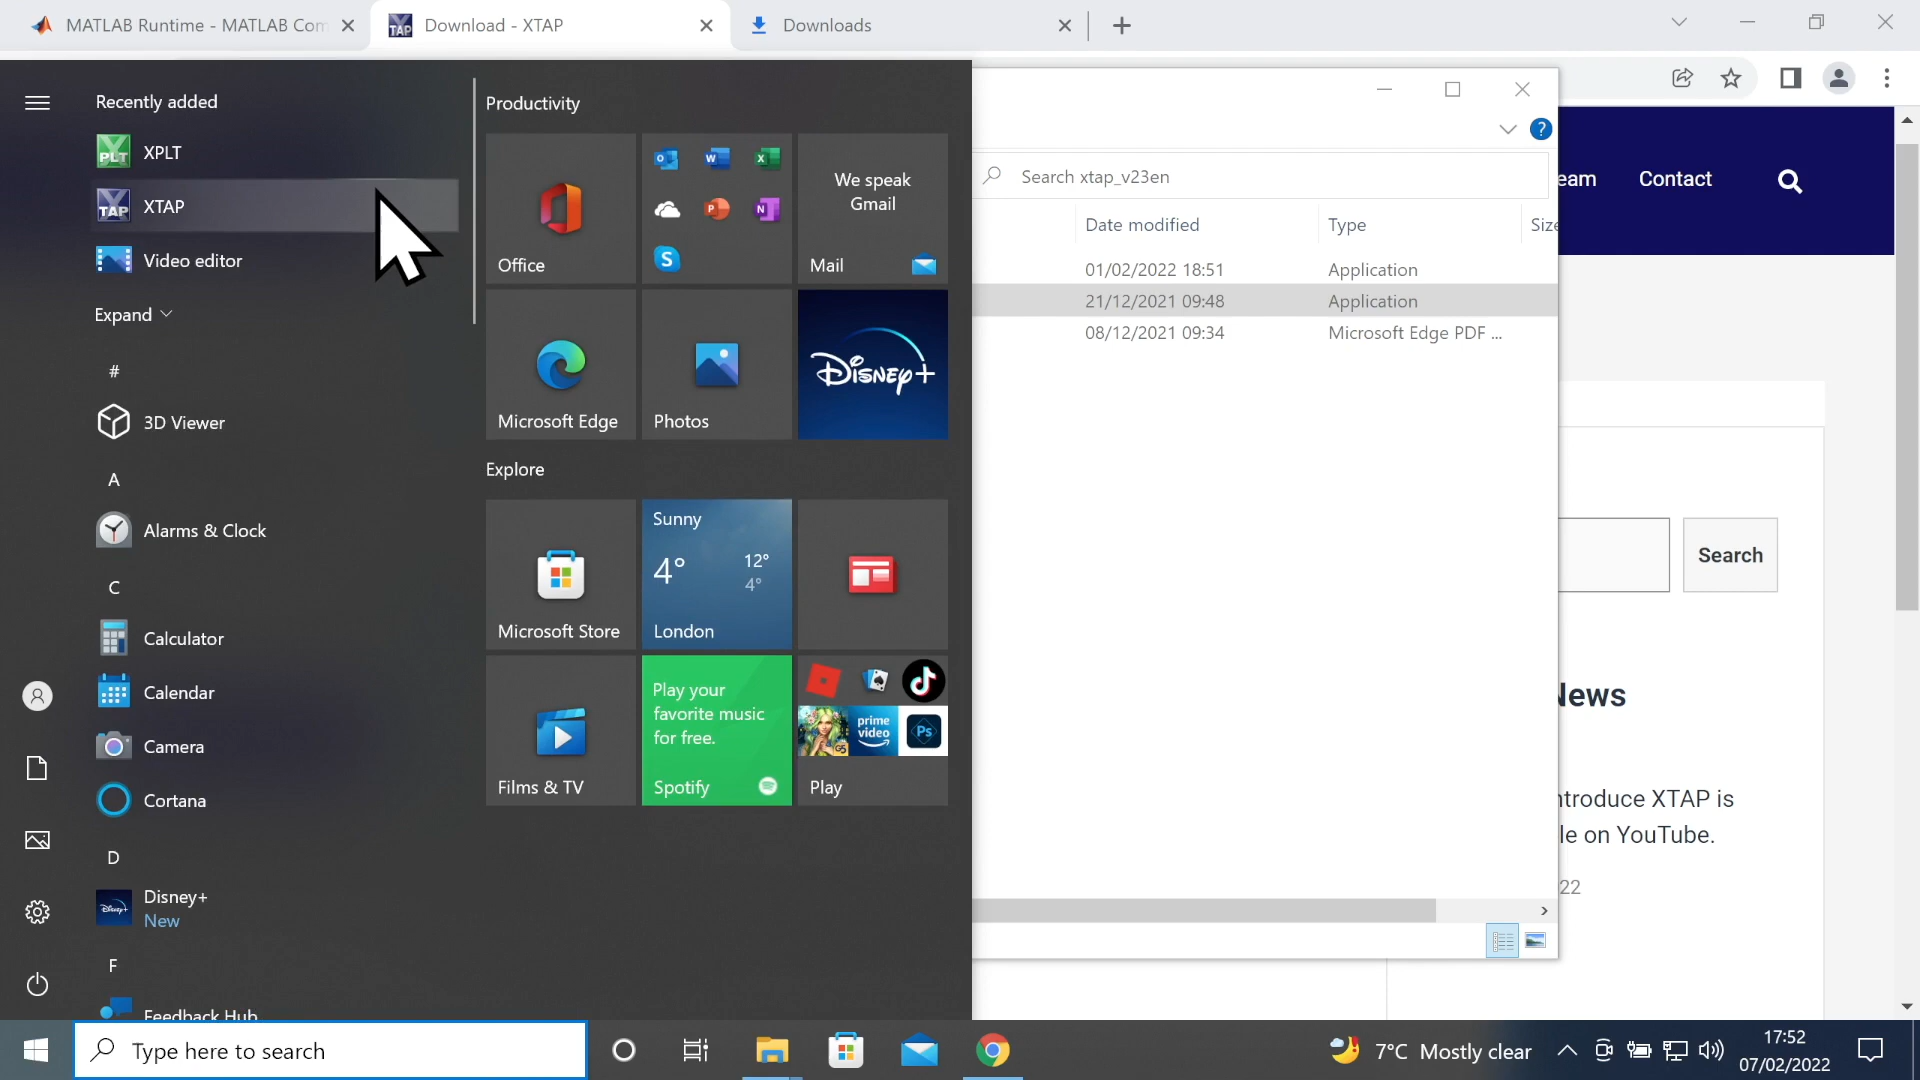 MATLAB Runtime - MATLAB Com
Download - XTAP
Downloads
Recently added
XPLT
XTAP
Video editor
Expand
#
3D Viewer
A
Alarms & Clock
C
Calculator
Calendar
Camera
Cortana
D
Disney+
New
F
Feedback Hub
Productivity
Office
We speak
Gmail
Mail
Microsoft Edge
Photos
Disney+
Explore
Microsoft Store
Sunny
4°
12°
4°
London
Films & TV
Play your
favorite music
for free.
Spotify
prime
video
Ps
Play
Search xtap_v23en
Date modified
Type
Size
01/02/2022 18:51
Application
21/12/2021 09:48
Application
08/12/2021 09:34
Microsoft Edge PDF ...
eam
Contact
Search
News
ntroduce XTAP is
le on YouTube.
22
Type here to search
7°C Mostly clear
17:52
07/02/2022